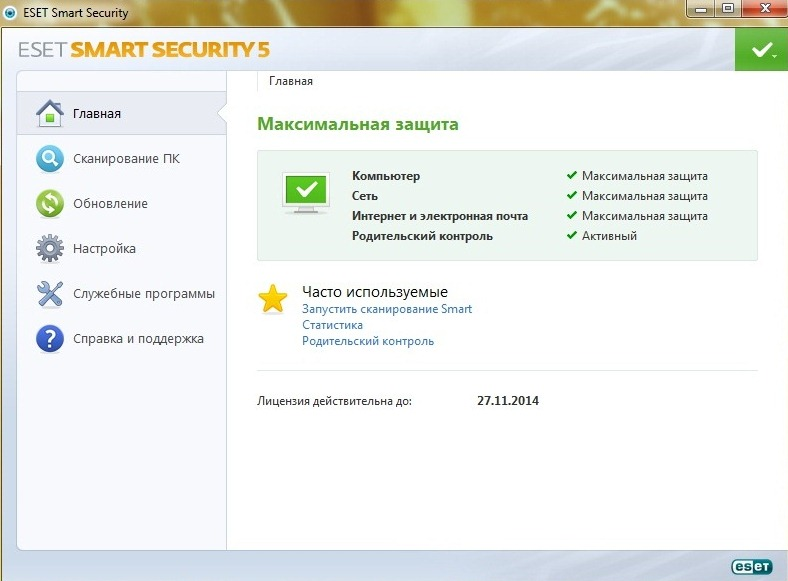 ESET Smart Security
ESET SMART SECURITY 5
Главная
Сканирование ПК
Обновление
Настройка
Служебные программы
Справка и поддержка
Главная
Максимальная защита
Компьютер Максимальная защита
Сеть Максимальная защита
Интернет и электронная почта Максимальная защита
Родительский контроль Активный
Часто используемые
Запустить сканирование Smart
Статистика
Родительский контроль
Лицензия действительна до: 27.11.2014
eset